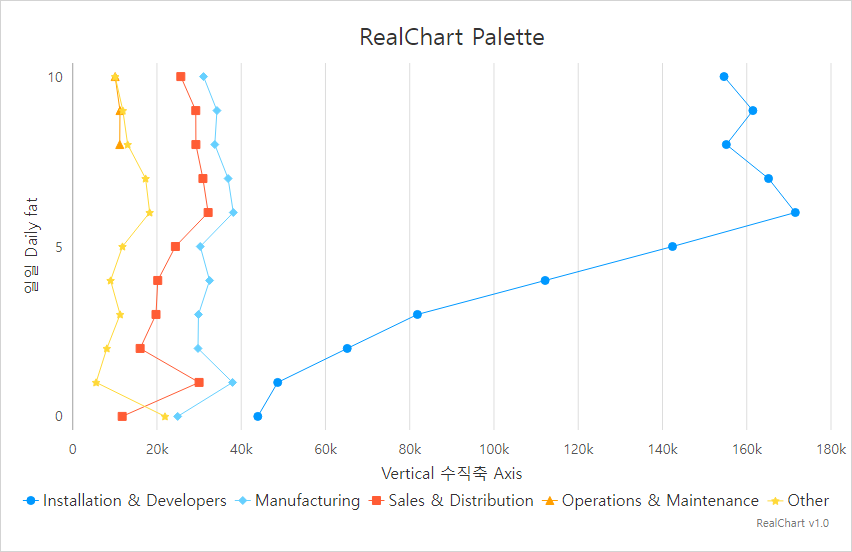 RealChart Palette
10
5
0
일일 Daily fat
0 20k 40k 60k 80k 100k 120k 140k 160k 180k
Vertical 수직축 Axis
Installation & Developers Manufacturing Sales & Distribution Operations & Maintenance Other
RealChart v1.0